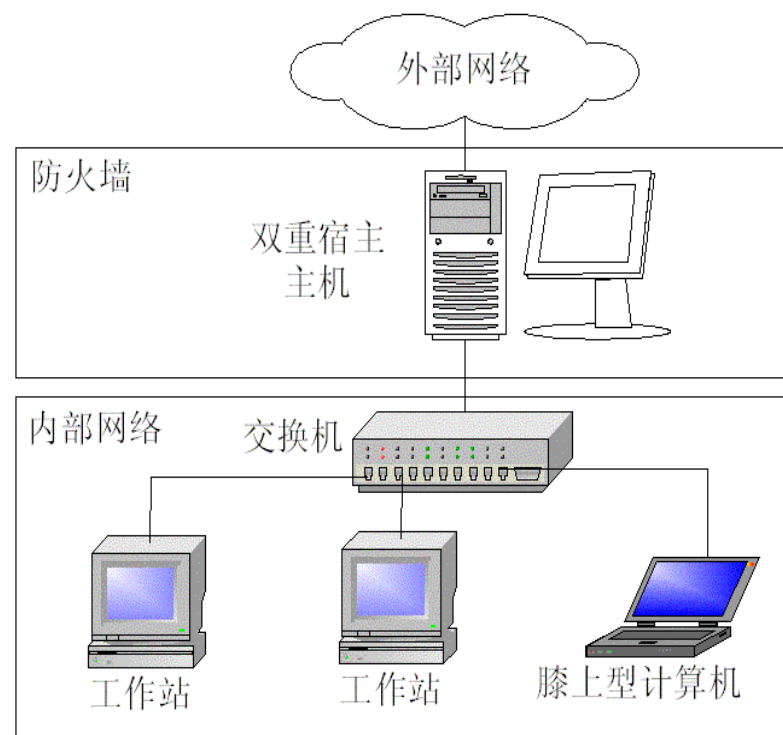 外部网络
防火墙
双重宿主
主机
内部网络
交换机
工作站
工作站
膝上型计算机